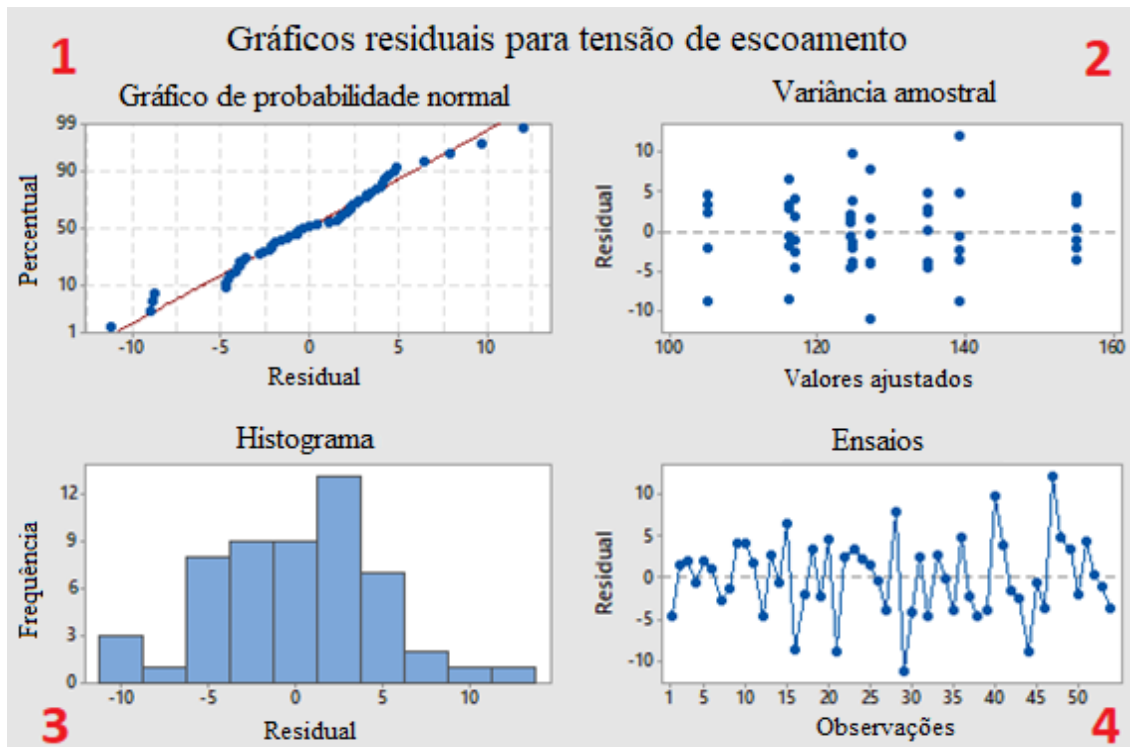 Gráficos residuais para tensão de escoamento
1
2
Gráfico de probabilidade normal
Variância amostral
99
90
50
10
1
Percentual
-10 -5 0 5 10
Residual
10
5
0
-5
-10
Residual
100 120 140 160
Valores ajustados
Histograma
Ensaios
12
9
6
3
0
Frequência
-10 -5 0 5 10
Residual
3
10
5
0
-5
-10
Residual
1 5 10 15 20 25 30 35 40 45 50
Observações
4